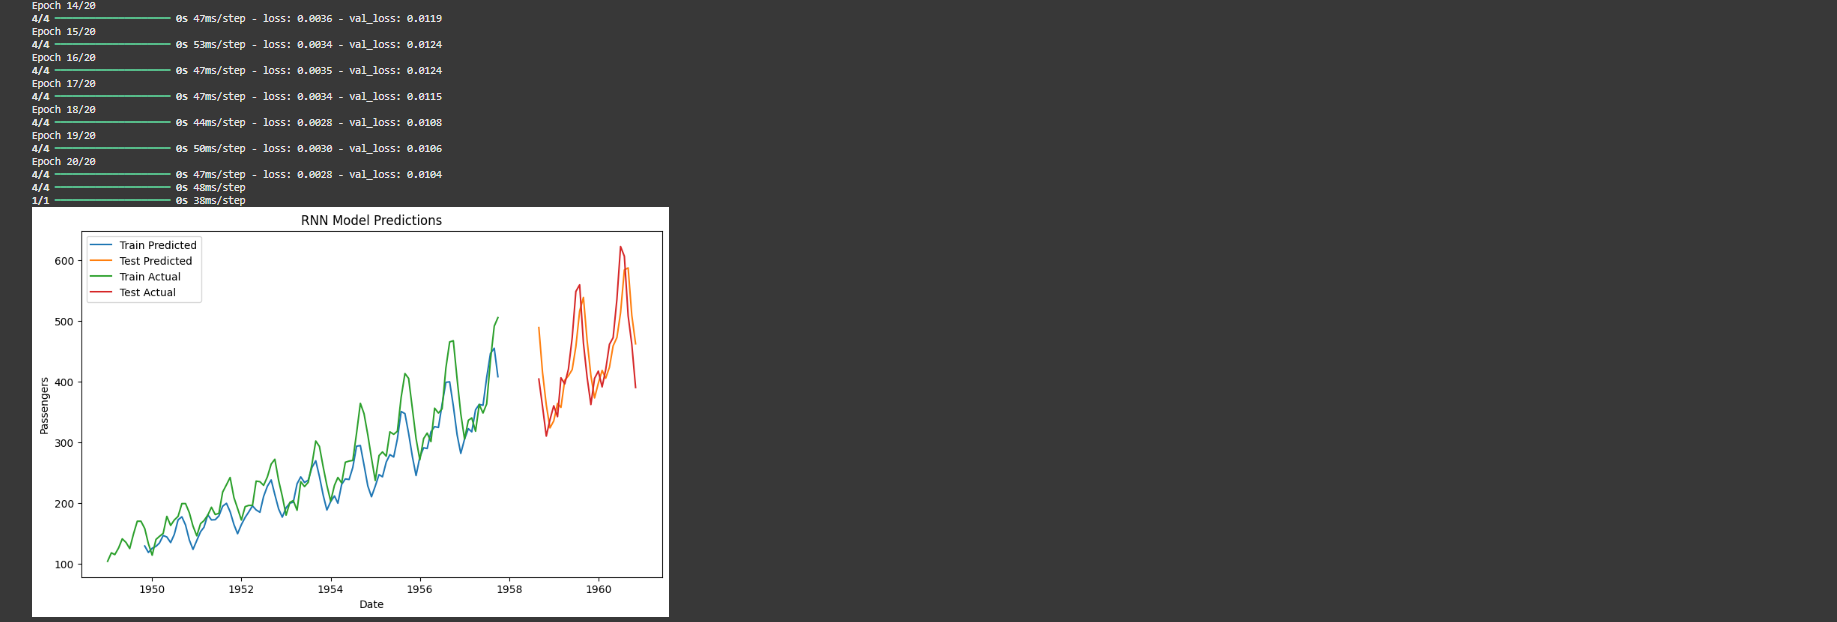 Epoch 14/20
4/4 0s 47ms/step - loss: 0.0036 - val_loss: 0.0119
Epoch 15/20
4/4 0s 53ms/step - loss: 0.0034 - val_loss: 0.0124
Epoch 16/20
4/4 0s 47ms/step - loss: 0.0035 - val_loss: 0.0124
Epoch 17/20
4/4 0s 47ms/step - loss: 0.0034 - val_loss: 0.0115
Epoch 18/20
4/4 0s 44ms/step - loss: 0.0028 - val_loss: 0.0108
Epoch 19/20
4/4 0s 50ms/step - loss: 0.0030 - val_loss: 0.0106
Epoch 20/20
4/4 0s 47ms/step - loss: 0.0028 - val_loss: 0.0104
4/4 0s 48ms/step
1/1 0s 38ms/step
RNN Model Predictions
Train Predicted
Test Predicted
Train Actual
Test Actual
600
500
400
300
200
100
Passengers
1950 1952 1954 1956 1958 1960
Date